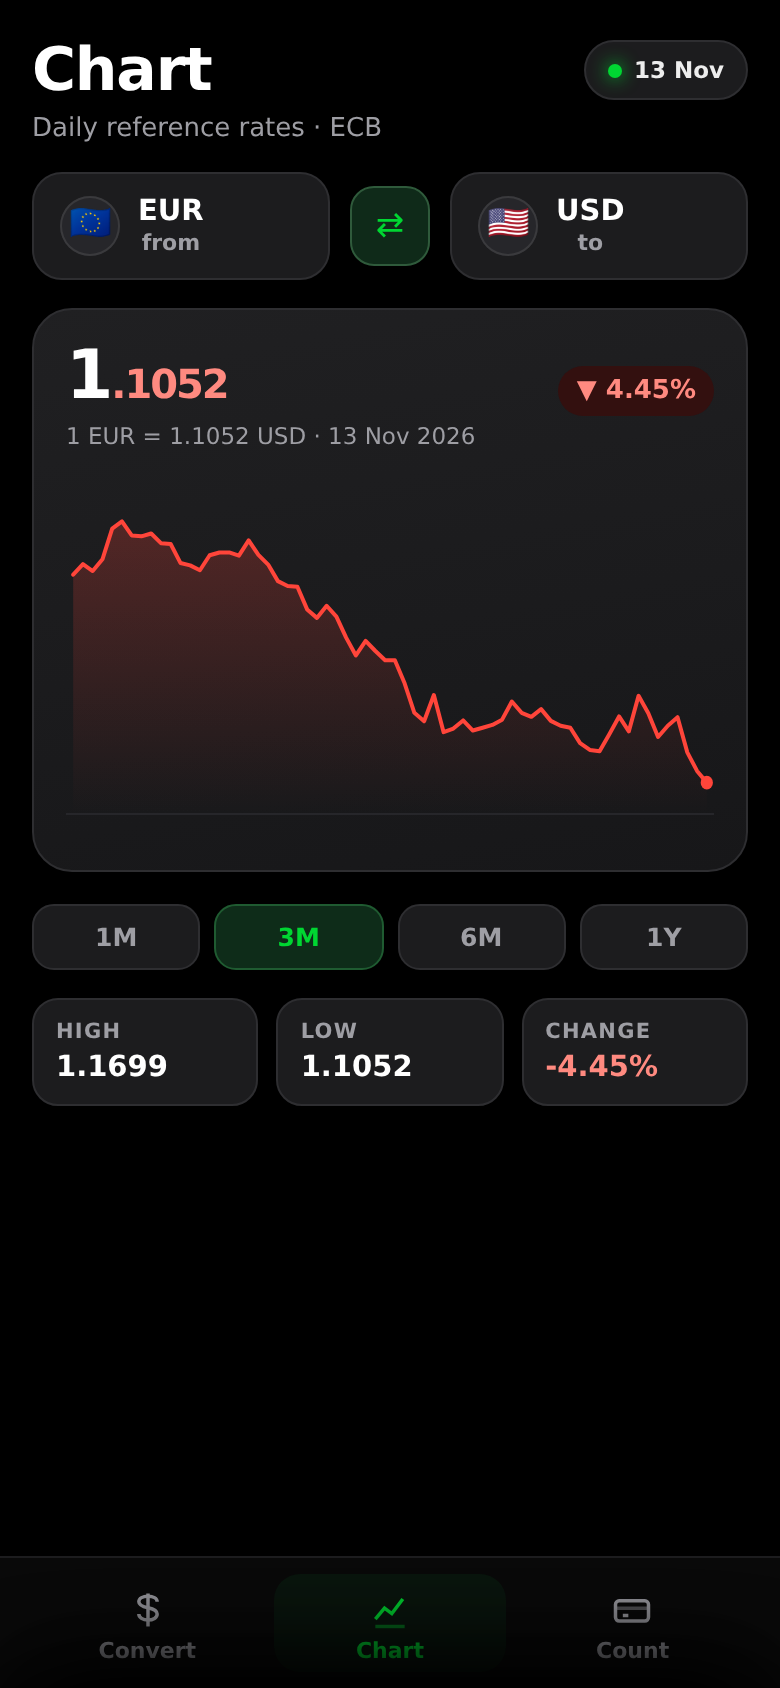 Chart
13 Nov
Daily reference rates · ECB
EUR
from
⇄
USD
to
1.1052
▼ 4.45%
1 EUR = 1.1052 USD · 13 Nov 2026
1M
3M
6M
1Y
HIGH
1.1699
LOW
1.1052
CHANGE
-4.45%
Convert
Chart
Count